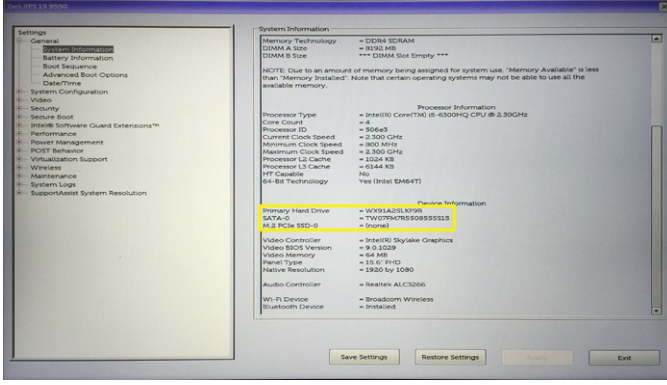 Dell XPS 15 9550
Settings
General
System Information
Battery Information
Boot Sequence
Advanced Boot Options
Date/Time
System Configuration
Video
Security
Secure Boot
Intel® Software Guard Extensions™
Performance
Power Management
POST Behavior
Virtualization Support
Wireless
Maintenance
System Logs
SupportAssist System Resolution
System Information
Memory Technology = DDR4 SDRAM
DIMM A Size = 8192 MB
DIMM B Size *** DIMM Slot Empty ***
NOTE: Due to an amount of memory being assigned for system use, "Memory Available" is less
than "Memory Installed". Note that certain operating systems may not be able to use all the
available memory.
Processor Information
Processor Type = Intel(R) Core(TM) i5-6300HQ CPU @ 2.30GHz
Core Count = 4
Processor ID = 506e3
Current Clock Speed = 2.300 GHz
Minimum Clock Speed = 800 MHz
Maximum Clock Speed = 2.300 GHz
Processor L2 Cache = 1024 KB
Processor L3 Cache = 6144 KB
HT Capable No
64-Bit Technology Yes (Intel EM64T)
Device Information
Primary Hard Drive
SATA-0
M.2 PCIe SSD-0 = (none)
Video Controller = Intel(R) Skylake Graphics
Video BIOS Version = 9.0.1029
Video Memory = 64 MB
Panel Type = 15.6" FHD
Native Resolution = 1920 by 1080
Audio Controller = Realtek ALC3266
Wi-Fi Device = Broadcom Wireless
Bluetooth Device = Installed
Save Settings
Restore Settings
Apply
Exit